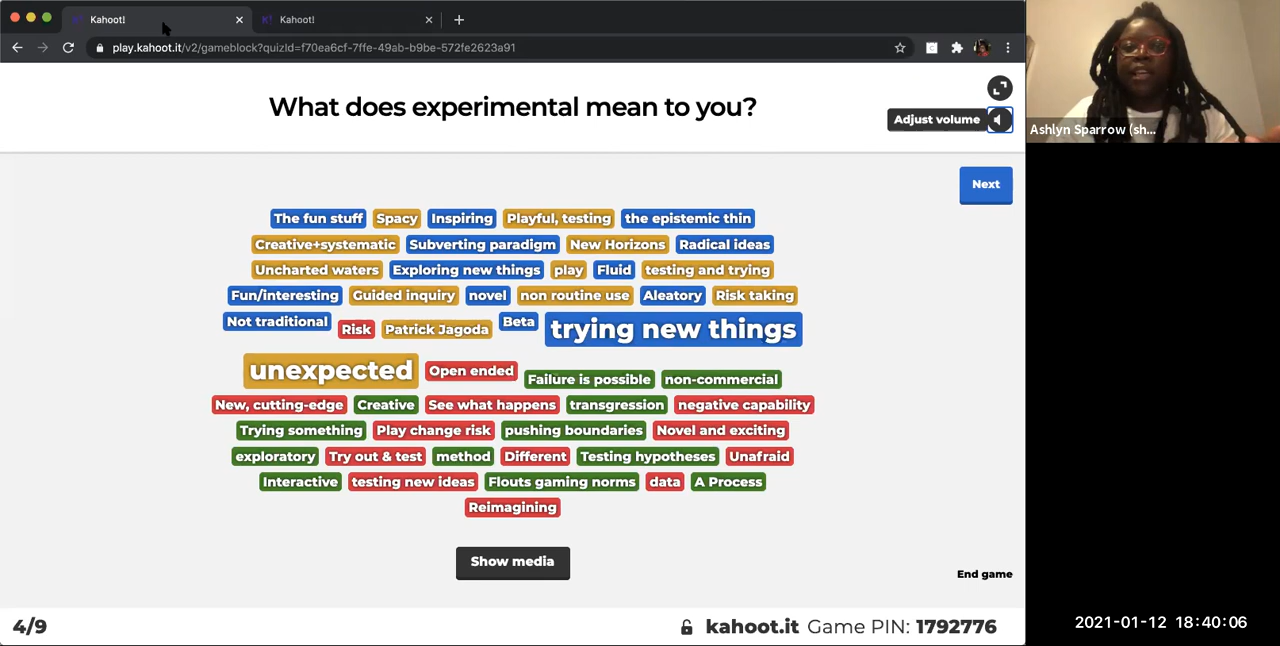 Kahoot!
Kahoot!
play.kahoot.it/v2/gameblock?quizId=f70ea6cf-7ffe-49ab-b9be-572fe2623a91
What does experimental mean to you?
Adjust volume
Ashlyn Sparrow (sh...
Next
The fun stuff Spacy Inspiring Playful, testing the epistemic thin
Creative+systematic Subverting paradigm New Horizons Radical ideas
Uncharted waters Exploring new things play Fluid testing and trying
Fun/interesting Guided inquiry novel non routine use Aleatory Risk taking
Not traditional Risk Patrick Jagoda Beta trying new things
unexpected Open ended Failure is possible non-commercial
New, cutting-edge Creative See what happens transgression negative capability
Trying something Play change risk pushing boundaries Novel and exciting
exploratory Try out & test method Different Testing hypotheses Unafraid
Interactive testing new ideas Flouts gaming norms data A Process
Reimagining
Show media
End game
4/9
kahoot.it Game PIN: 1792776
2021-01-12 18:40:06